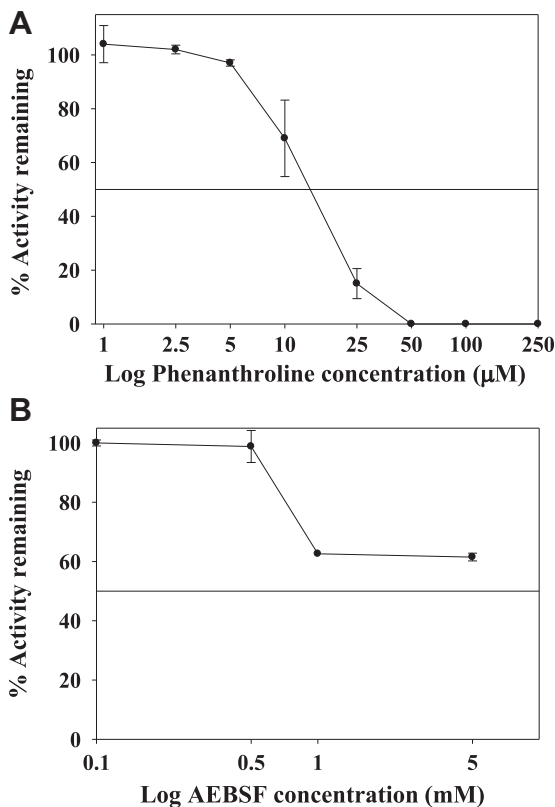 A
% Activity remaining
100
80
60
40
20
0
1 2.5 5 10 25 50 100 250
Log Phenanthroline concentration (μM)
B
% Activity remaining
100
80
60
40
20
0
0.1 0.5 1 5
Log AEBSF concentration (mM)